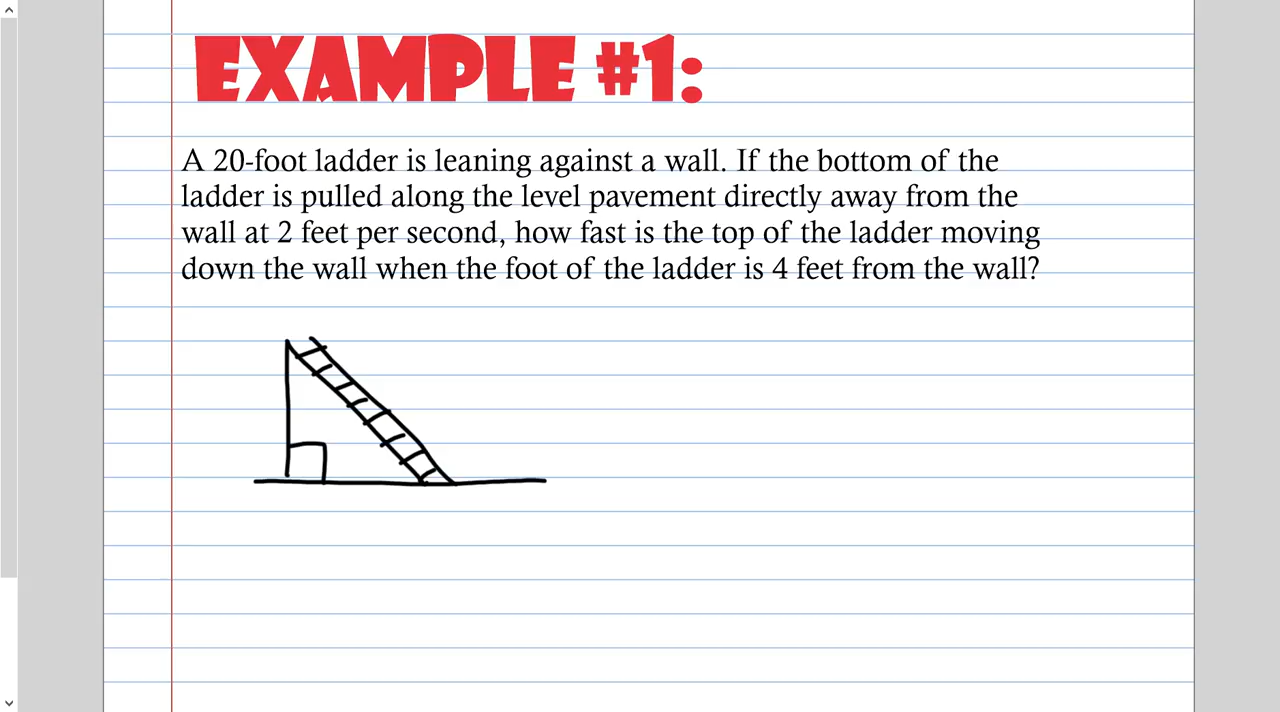 EXAMPLE #1:
A 20-foot ladder is leaning against a wall. If the bottom of the
ladder is pulled along the level pavement directly away from the
wall at 2 feet per second, how fast is the top of the ladder moving
down the wall when the foot of the ladder is 4 feet from the wall?